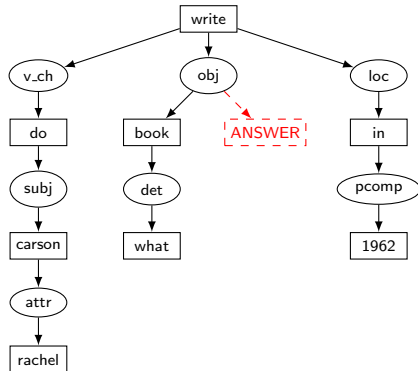 write
v_ch obj loc
do book ANSWER in
subj det pcomp
carson what 1962
attr
rachel